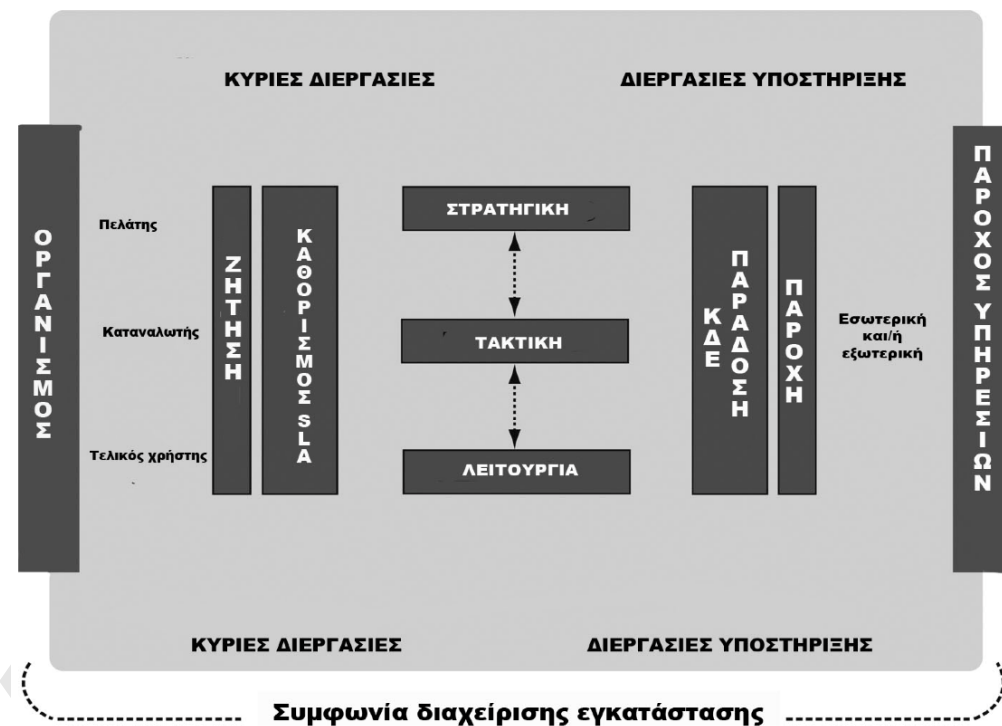 ΚΥΡΙΕΣ ΔΙΕΡΓΑΣΙΕΣ
ΔΙΕΡΓΑΣΙΕΣ ΥΠΟΣΤΗΡΙΞΗΣ
ΟΡΓΑΝΙΣΜΟΣ
Πελάτης
Καταναλωτής
Τελικός χρήστης
ΖΗΤΗΣΗ
ΚΑΘΟΡΙΣΜΟΣ SLA
ΣΤΡΑΤΗΓΙΚΗ
ΤΑΚΤΙΚΗ
ΛΕΙΤΟΥΡΓΙΑ
ΠΑΡΑΔΟΣΗ
ΚΔΕ
ΠΑΡΟΧΗ
Εσωτερική
και/ή
εξωτερική
ΠΑΡΟΧΟΣ ΥΠΗΡΕΣΙΩΝ
ΚΥΡΙΕΣ ΔΙΕΡΓΑΣΙΕΣ
ΔΙΕΡΓΑΣΙΕΣ ΥΠΟΣΤΗΡΙΞΗΣ
Συμφωνία διαχείρισης εγκατάστασης